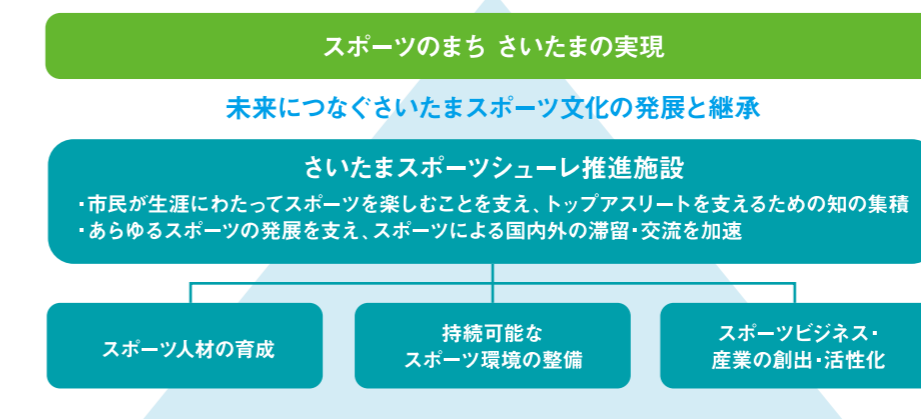 スポーツのまち さいたまの実現
未来につなぐさいたまスポーツ文化の発展と継承
さいたまスポーツシューレ推進施設
・市民が生涯にわたってスポーツを楽しむことを支え、トップアスリートを支えるための知の集積
・あらゆるスポーツの発展を支え、スポーツによる国内外の滞留・交流を加速
スポーツ人材の育成
持続可能な
スポーツ環境の整備
スポーツビジネス・
産業の創出・活性化